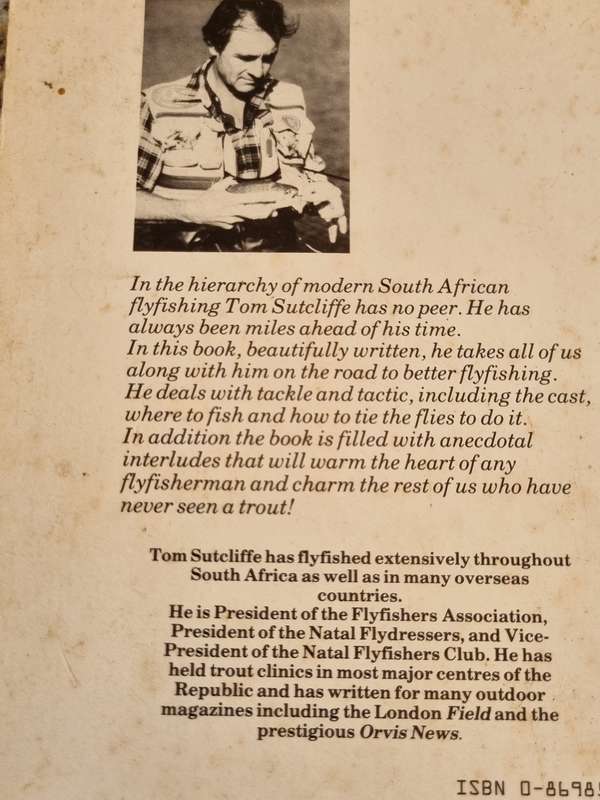 In the hierarchy of modern South African
flyfishing Tom Sutcliffe has no peer. He has
always been miles ahead of his time.
In this book, beautifully written, he takes all of us
along with him on the road to better flyfishing.
He deals with tackle and tactic, including the cast,
where to fish and how to tie the flies to do it.
In addition the book is filled with anecdotal
interludes that will warm the heart of any
flyfisherman and charm the rest of us who have
never seen a trout!
Tom Sutcliffe has flyfished extensively throughout
South Africa as well as in many overseas
countries.
He is President of the Flyfishers Association,
President of the Natal Flydressers, and Vice-
President of the Natal Flyfishers Club. He has
held trout clinics in most major centres of the
Republic and has written for many outdoor
magazines including the London Field and the
prestigious Orvis News.
ISBN 0-8698